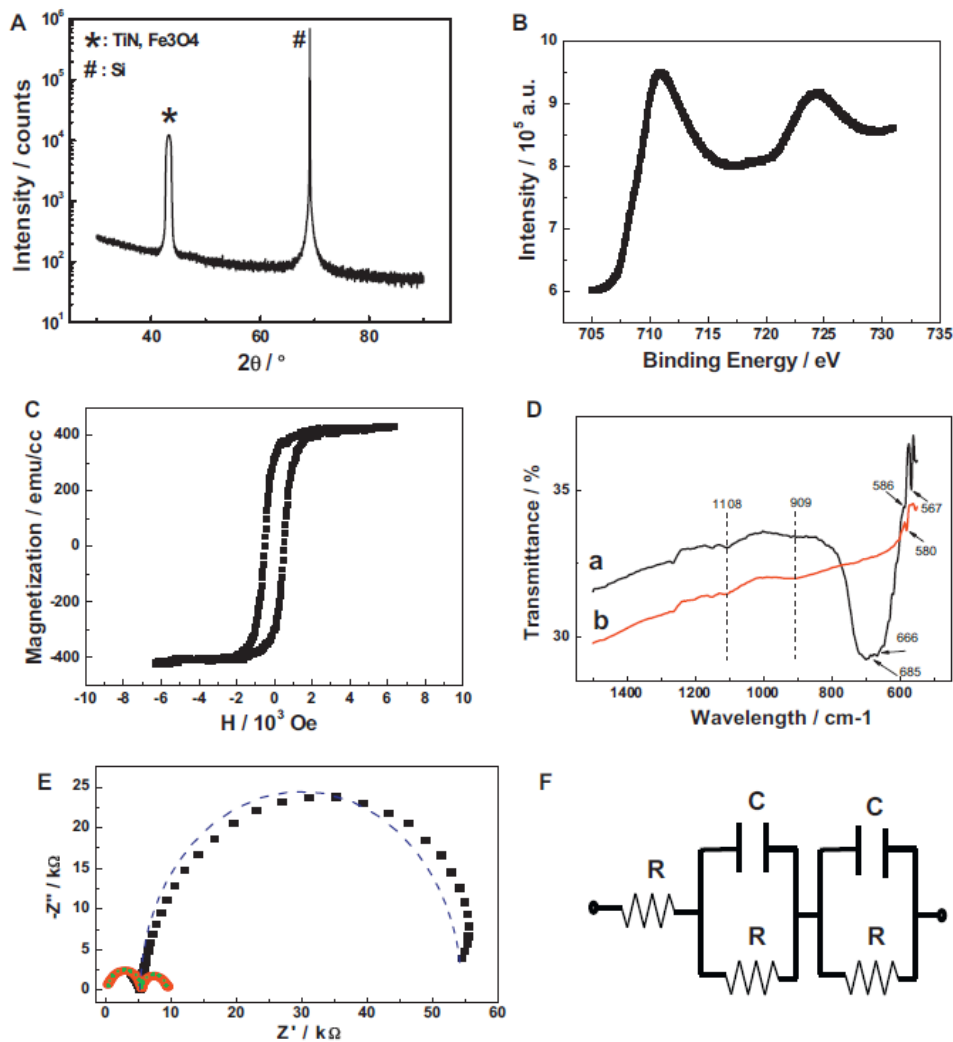 A
*: TiN, Fe3O4
#: Si
*
#
10^6
10^5
10^4
10^3
10^2
10^1
Intensity / counts
40
60
80
2θ / °
B
10
9
8
7
6
Intensity / 10^5 a.u.
705
710
715
720
725
730
735
Binding Energy / eV
C
400
200
0
-200
-400
Magnetization / emu/cc
-10
-8
-6
-4
-2
0
2
4
6
8
10
H / 10^3 Oe
D
35
30
Transmittance / %
1108
909
586
567
580
666
685
a
b
1400
1200
1000
800
600
Wavelength / cm-1
E
25
20
15
10
5
0
-Z'' / kΩ
0
10
20
30
40
50
60
Z' / kΩ
F
C
C
R
R
R